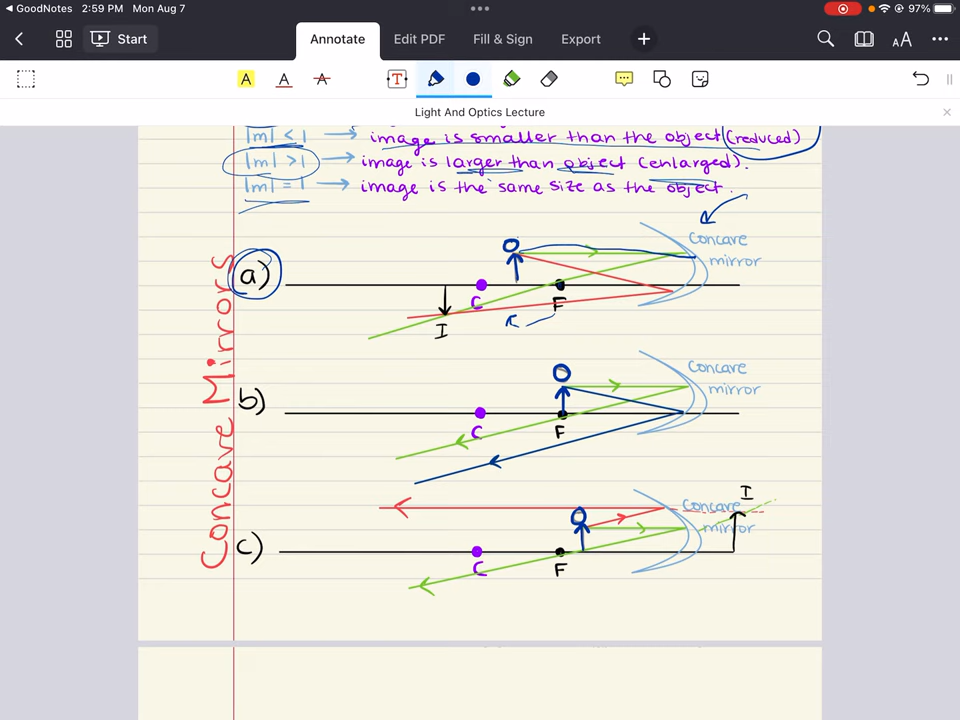 GoodNotes 2:59 PM Mon Aug 7 97%
Start Annotate Edit PDF Fill & Sign Export
Light And Optics Lecture
|m| < 1 → image is smaller than the object (reduced)
|m| > 1 → image is larger than object (enlarged).
|m| = 1 → image is the same size as the object.
Concave Mirrors
a)
O
Concave
mirror
C
F
I
b)
O
Concave
mirror
C
F
c)
O
I
Concave
mirror
C
F